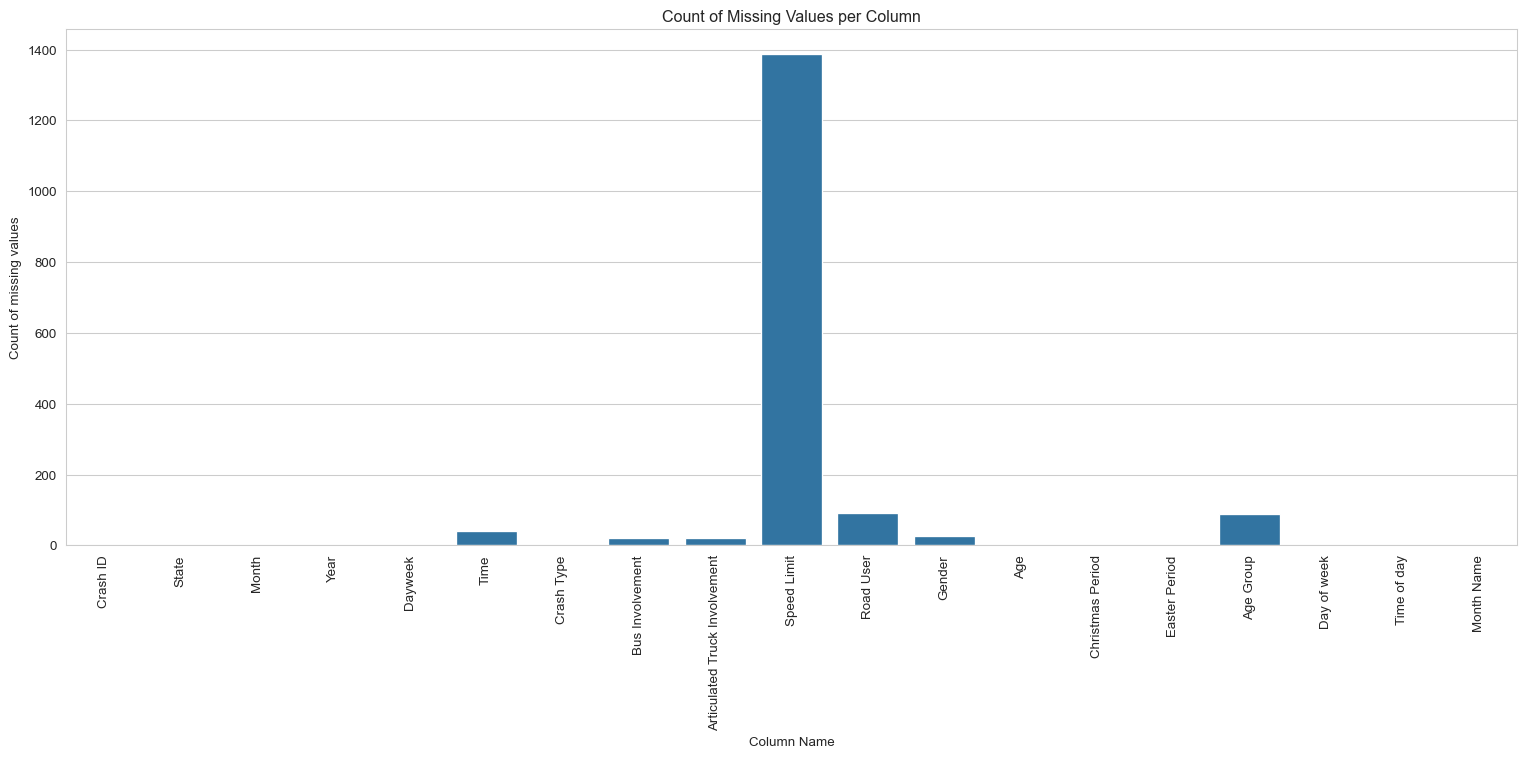 Count of Missing Values per Column
Count of missing values
1400
1200
1000
800
600
400
200
0
Crash ID
State
Month
Year
Dayweek
Time
Crash Type
Bus Involvement
Articulated Truck Involvement
Speed Limit
Road User
Gender
Age
Christmas Period
Easter Period
Age Group
Day of week
Time of day
Month Name
Column Name